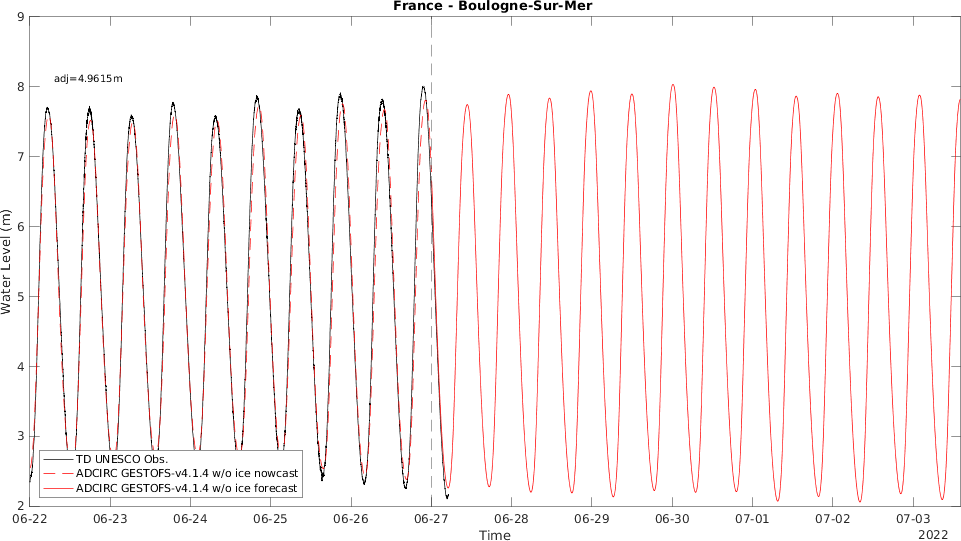 France - Boulogne-Sur-Mer
adj=4.9615m
9
8
7
6
5
4
3
2
Water Level (m)
TD UNESCO Obs.
ADCIRC GESTOFS-v4.1.4 w/o ice nowcast
ADCIRC GESTOFS-v4.1.4 w/o ice forecast
06-22 06-23 06-24 06-25 06-26 06-27 06-28 06-29 06-30 07-01 07-02 07-03
Time
2022